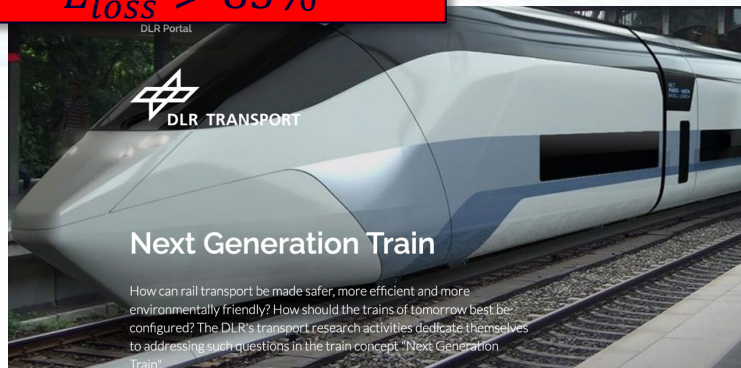 DLR Portal
DLR TRANSPORT
Next Generation Train
How can rail transport be made safer, more efficient and more
environmentally friendly? How should the trains of tomorrow best be
configured? The DLR's transport research activities dedicate themselves
to addressing such questions in the train concept "Next Generation
Train"